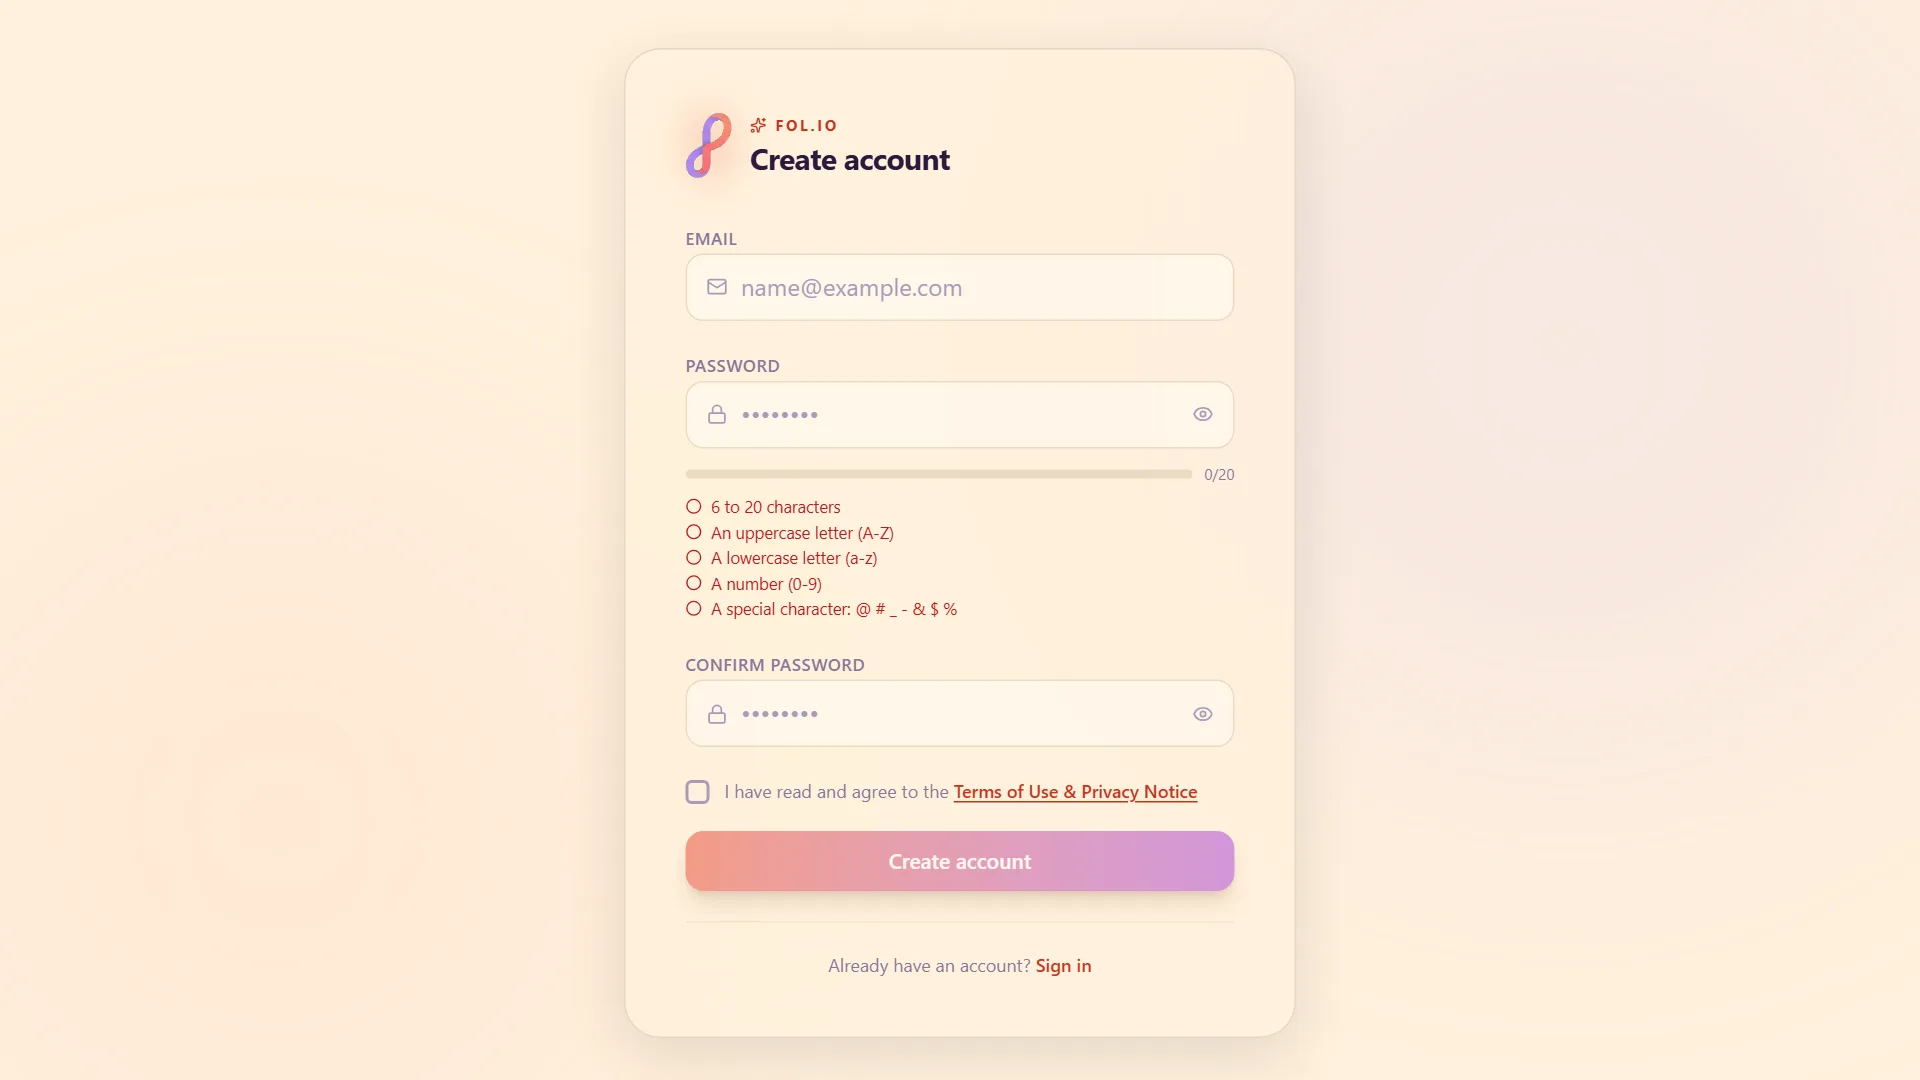 FOL.IO
Create account
EMAIL
name@example.com
PASSWORD
••••••••
0/20
6 to 20 characters
An uppercase letter (A-Z)
A lowercase letter (a-z)
A number (0-9)
A special character: @ # _ - & $ %
CONFIRM PASSWORD
••••••••
I have read and agree to the Terms of Use & Privacy Notice
Create account
Already have an account? Sign in